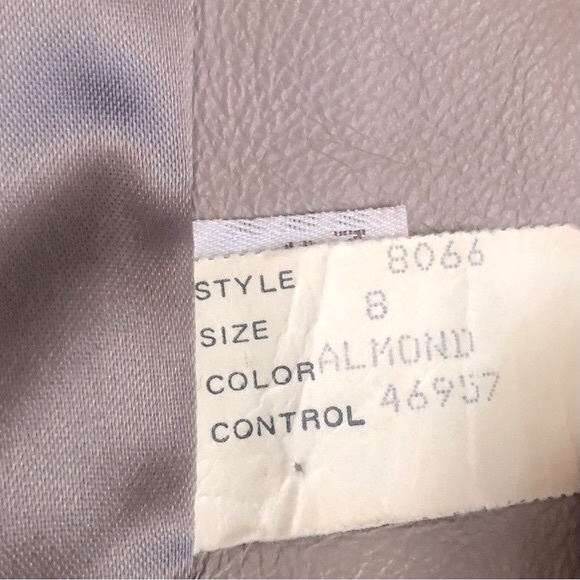 STYLE 8066
SIZE 8
COLOR ALMOND
CONTROL 46957